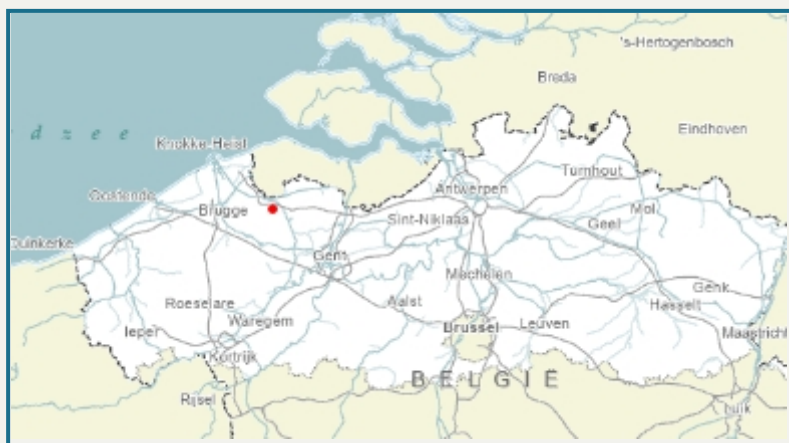 's-Hertogenbosch
Breda
d z e e
Eindhoven
Knokke-Heist
Turnhout
Antwerpen
Oostende
Brugge
Mol
Sint-Niklaas
Geel
Duinkerke
Gent
Mechelen
Genk
Roeselare
Aalst
Hasselt
Waregem
Ieper
Brussel
Leuven
Maastricht
Kortrijk
BELGIË
Rijsel
Luik